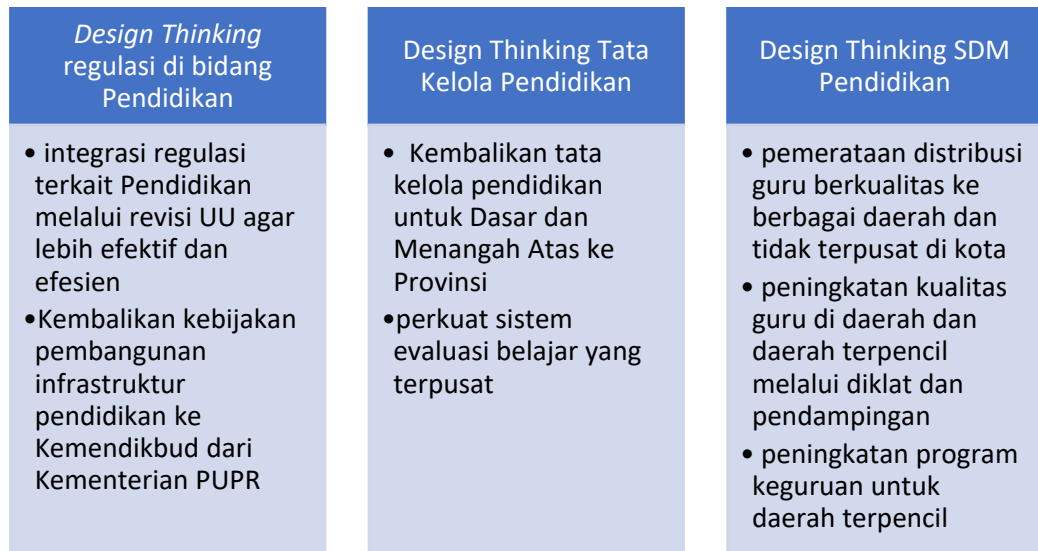 Design Thinking
regulasi di bidang
Pendidikan
• integrasi regulasi
terkait Pendidikan
melalui revisi UU agar
lebih efektif dan
efesien
•Kembalikan kebijakan
pembangunan
infrastruktur
pendidikan ke
Kemendikbud dari
Kementerian PUPR
Design Thinking Tata
Kelola Pendidikan
• Kembalikan tata
kelola pendidikan
untuk Dasar dan
Menangah Atas ke
Provinsi
•perkuat sistem
evaluasi belajar yang
terpusat
Design Thinking SDM
Pendidikan
• pemerataan distribusi
guru berkualitas ke
berbagai daerah dan
tidak terpusat di kota
• peningkatan kualitas
guru di daerah dan
daerah terpencil
melalui diklat dan
pendampingan
• peningkatan program
keguruan untuk
daerah terpencil